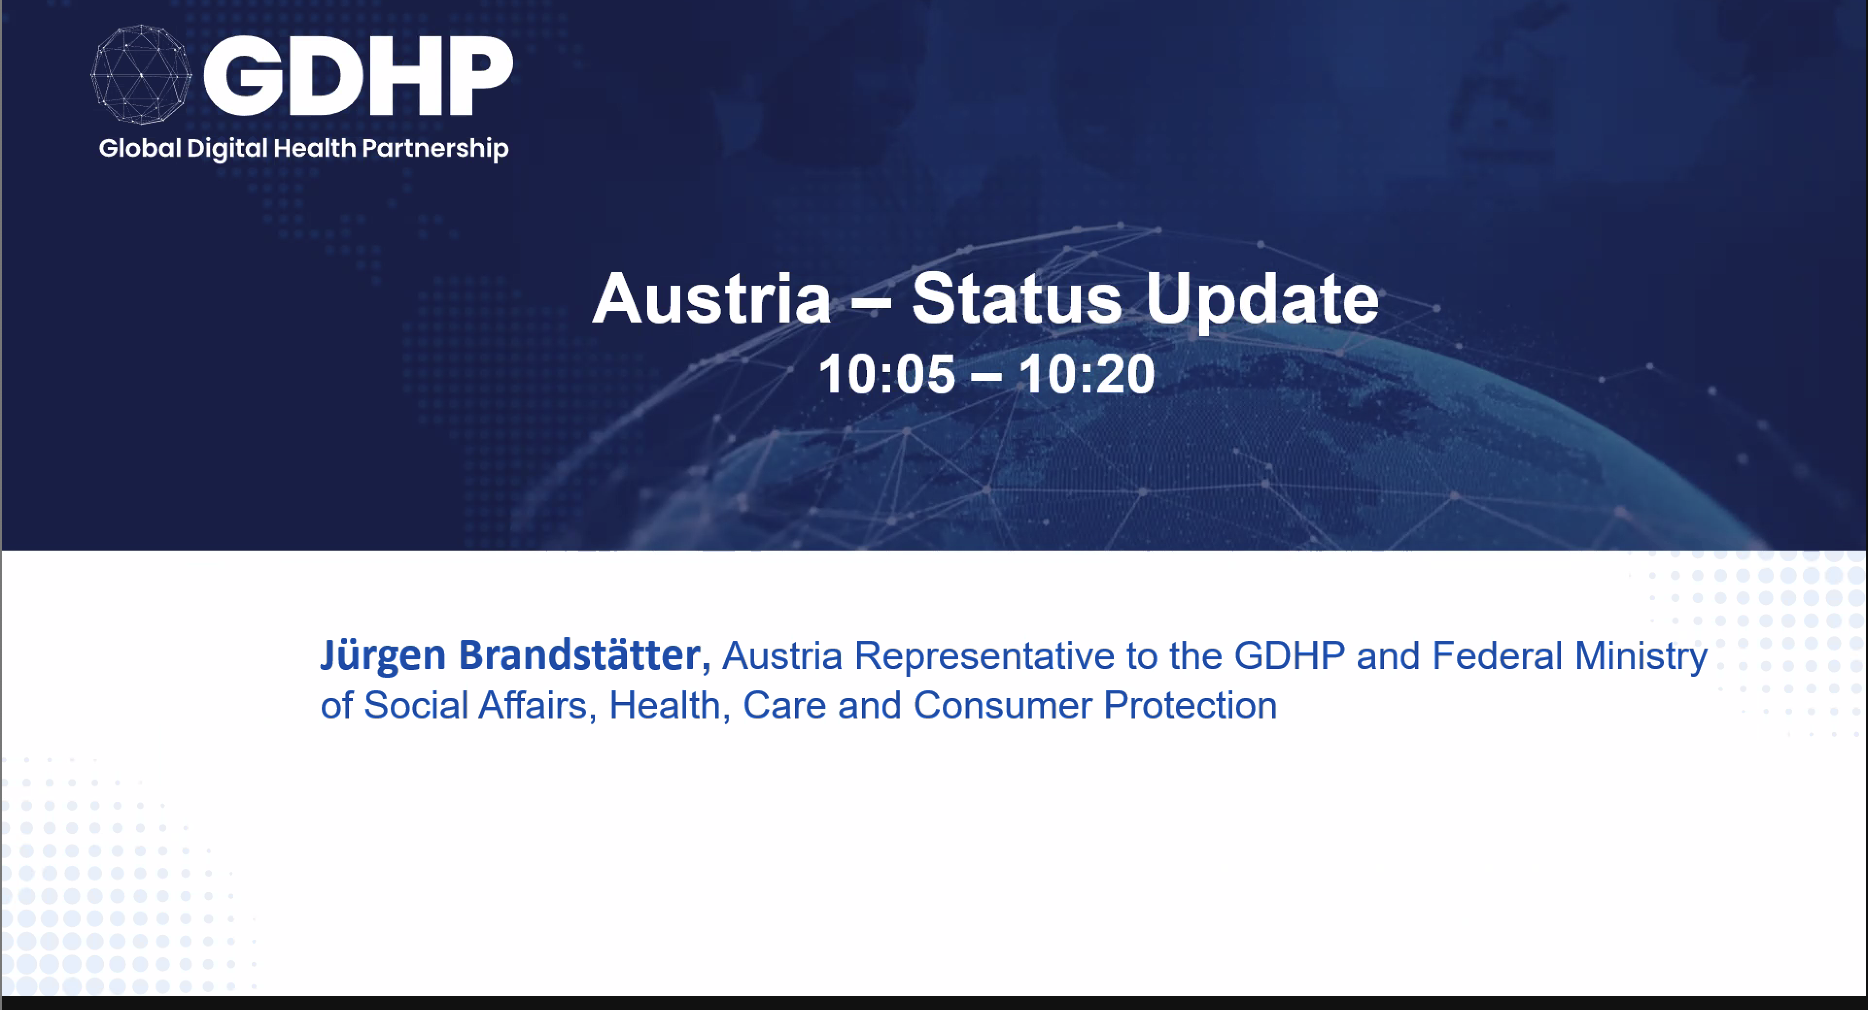 GDHP
Global Digital Health Partnership
Austria – Status Update
10:05 – 10:20
Jürgen Brandstätter, Austria Representative to the GDHP and Federal Ministry
of Social Affairs, Health, Care and Consumer Protection